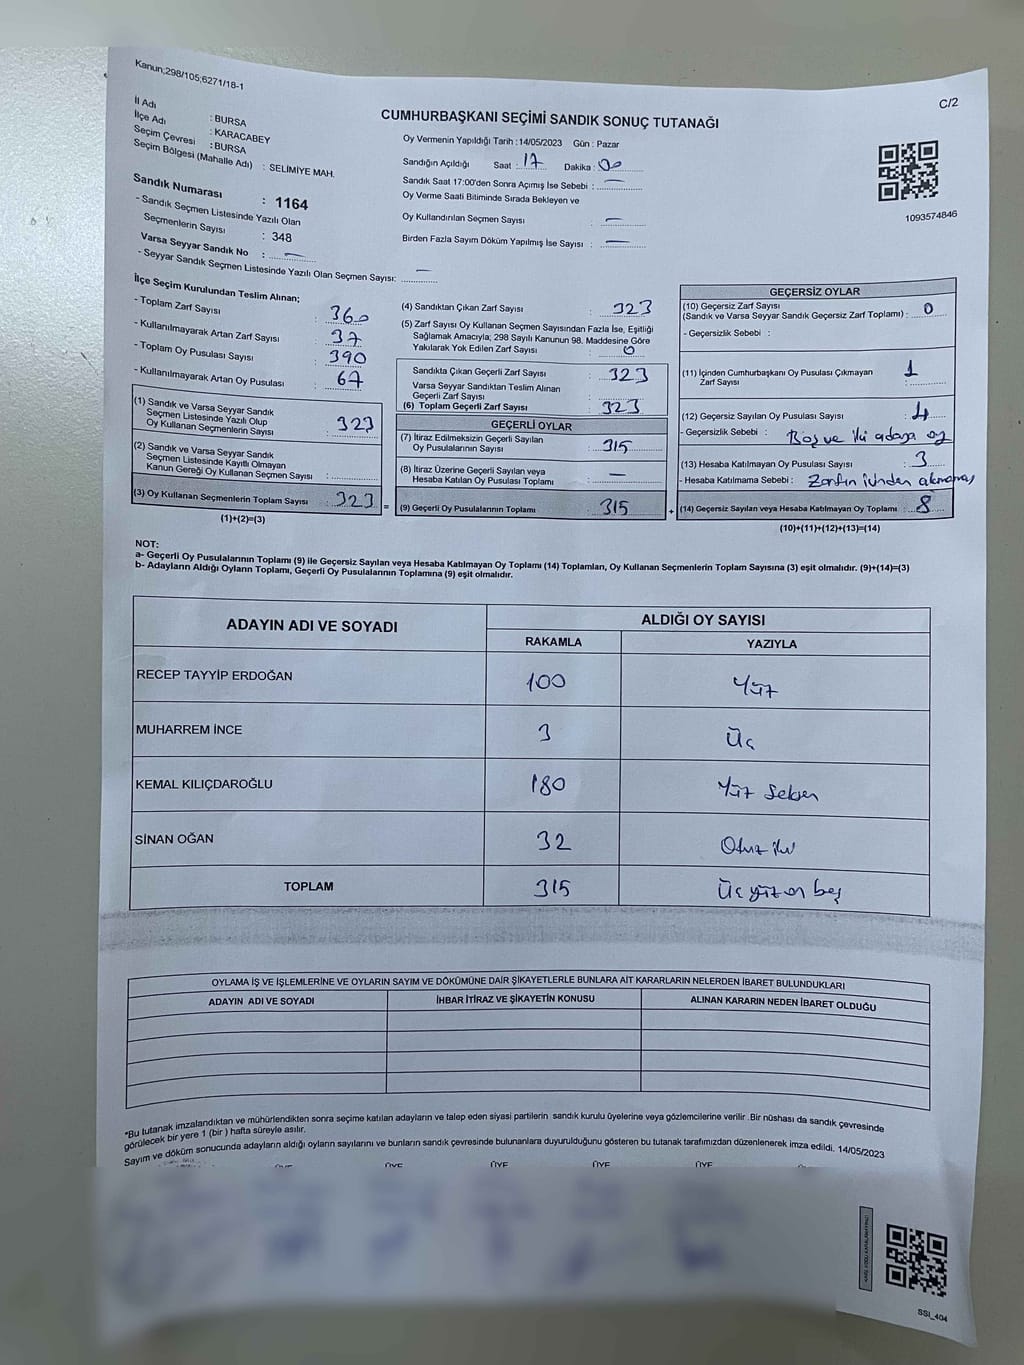 Kanun;298/105;6271/18-1
C/2
CUMHURBAŞKANI SEÇİMİ SANDIK SONUÇ TUTANAĞI
İl Adı : BURSA
İlçe Adı : KARACABEY
Seçim Çevresi : BURSA
Seçim Bölgesi (Mahalle Adı) : SELİMİYE MAH.
Sandık Numarası : 1164
- Sandık Seçmen Listesinde Yazılı Olan
Seçmenlerin Sayısı : 348
Varsa Seyyar Sandık No : —
- Seyyar Sandık Seçmen Listesinde Yazılı Olan Seçmen Sayısı: —
Oy Vermenin Yapıldığı Tarih : 14/05/2023 Gün : Pazar
Sandığın Açıldığı Saat : 17 Dakika : 00
Sandık Saat 17:00'den Sonra Açımış İse Sebebi : —
Oy Verme Saati Bitiminde Sırada Bekleyen ve
Oy Kullandırılan Seçmen Sayısı : —
Birden Fazla Sayım Döküm Yapılmış İse Sayısı : —
1093574846
İlçe Seçim Kurulundan Teslim Alınan;
- Toplam Zarf Sayısı : 360
- Kullanılmayarak Artan Zarf Sayısı : 37
- Toplam Oy Pusulası Sayısı : 390
- Kullanılmayarak Artan Oy Pusulası : 67
(1) Sandık ve Varsa Seyyar Sandık
Seçmen Listesinde Yazılı Olup
Oy Kullanan Seçmenlerin Sayısı : 323
(2) Sandık ve Varsa Seyyar Sandık
Seçmen Listesinde Kayıtlı Olmayan
Kanun Gereği Oy Kullanan Seçmen Sayısı :
(3) Oy Kullanan Seçmenlerin Toplam Sayısı : 323
(1)+(2)=(3)
(4) Sandıktan Çıkan Zarf Sayısı : 323
(5) Zarf Sayısı Oy Kullanan Seçmen Sayısından Fazla İse, Eşitliği
Sağlamak Amacıyla; 298 Sayılı Kanunun 98. Maddesine Göre
Yakılarak Yok Edilen Zarf Sayısı : 0
Sandıkta Çıkan Geçerli Zarf Sayısı : 323
Varsa Seyyar Sandıktan Teslim Alınan
Geçerli Zarf Sayısı :
(6) Toplam Geçerli Zarf Sayısı : 323
GEÇERLİ OYLAR
(7) İtiraz Edilmeksizin Geçerli Sayılan
Oy Pusulalarının Sayısı : 315
(8) İtiraz Üzerine Geçerli Sayılan veya
Hesaba Katılan Oy Pusulası Toplamı : —
= (9) Geçerli Oy Pusulalarının Toplamı : 315
GEÇERSİZ OYLAR
(10) Geçersiz Zarf Sayısı
(Sandık ve Varsa Seyyar Sandık Geçersiz Zarf Toplamı) : 0
- Geçersizlik Sebebi :
(11) İçinden Cumhurbaşkanı Oy Pusulası Çıkmayan
Zarf Sayısı : 1
(12) Geçersiz Sayılan Oy Pusulası Sayısı : 4
- Geçersizlik Sebebi : Boş ve iki adaya oy
(13) Hesaba Katılmayan Oy Pusulası Sayısı : 3
- Hesaba Katılmama Sebebi : Zarfın içinden
+ (14) Geçersiz Sayılan veya Hesaba Katılmayan Oy Toplamı : 8
(10)+(11)+(12)+(13)=(14)
NOT:
a- Geçerli Oy Pusulalarının Toplamı (9) ile Geçersiz Sayılan veya Hesaba Katılmayan Oy Toplamı (14) Toplamları, Oy Kullanan Seçmenlerin Toplam Sayısına (3) eşit olmalıdır. (9)+(14)=(3)
b- Adayların Aldığı Oyların Toplamı, Geçerli Oy Pusulalarının Toplamına (9) eşit olmalıdır.
ADAYIN ADI VE SOYADI ALDIĞI OY SAYISI
RAKAMLA YAZIYLA
RECEP TAYYİP ERDOĞAN 100 Yüz
MUHARREM İNCE 3 Üç
KEMAL KILIÇDAROĞLU 180 Yüz Seksen
SİNAN OĞAN 32 Otuz iki
TOPLAM 315 Üç yüz on beş
OYLAMA İŞ VE İŞLEMLERİNE VE OYLARIN SAYIM VE DÖKÜMÜNE DAİR ŞİKAYETLERLE BUNLARA AİT KARARLARIN NELERDEN İBARET BULUNDUKLARI
ADAYIN ADI VE SOYADI İHBAR İTİRAZ VE ŞİKAYETİN KONUSU ALINAN KARARIN NEDEN İBARET OLDUĞU
*Bu tutanak imzalandıktan ve mühürlendikten sonra seçime katılan adayların ve talep eden siyasi partilerin sandık kurulu üyelerine veya gözlemcilerine verilir .Bir nüshası da sandık çevresinde
görülecek bir yere 1 (bir ) hafta süreyle asılır.
Sayım ve döküm sonucunda adayların aldığı oyların sayılarını ve bunların sandık çevresinde bulunanlara duyurulduğunu gösteren bu tutanak tarafımızdan düzenlenerek imza edildi. 14/05/2023
ÜYE ÜYE ÜYE ÜYE ÜYE
SSI_404